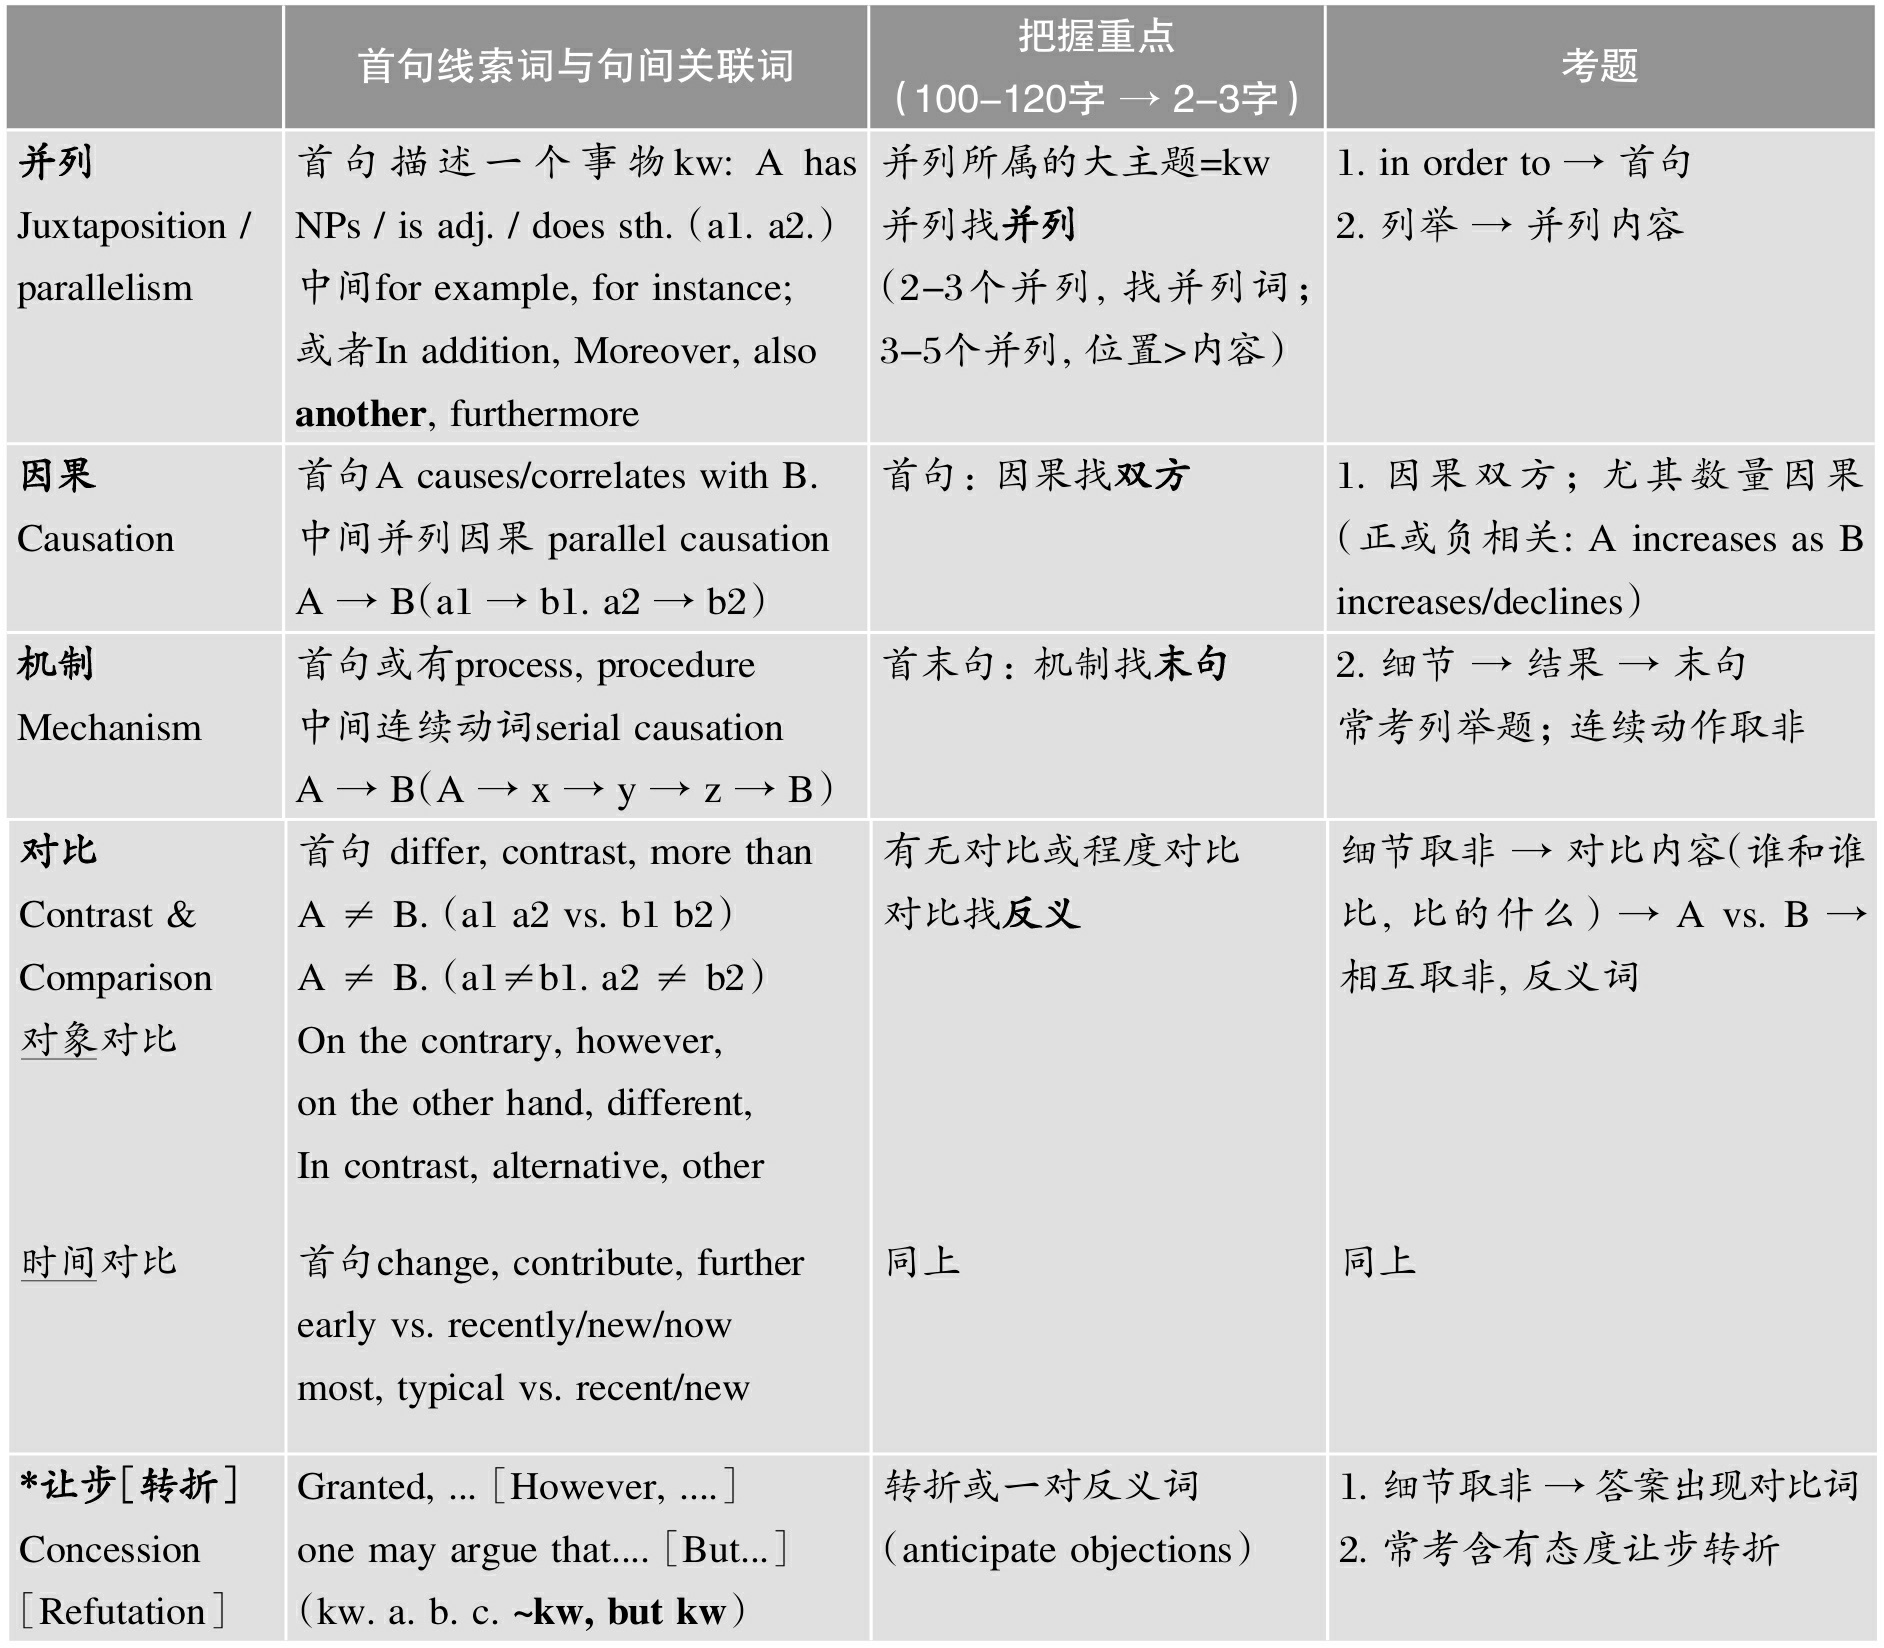 首句线索词与句间关联词
把握重点
（100-120字 → 2-3字）
考题
并列
Juxtaposition /
parallelism
首句描述一个事物kw: A has
NPs / is adj. / does sth.（a1. a2.）
中间for example, for instance;
或者In addition, Moreover, also
another, furthermore
并列所属的大主题=kw
并列找并列
（2-3个并列, 找并列词；
3-5个并列, 位置>内容）
1. in order to → 首句
2. 列举 → 并列内容
因果
Causation
首句A causes/correlates with B.
中间并列因果 parallel causation
A → B（a1 → b1. a2 → b2）
首句：因果找双方
1. 因果双方；尤其数量因果
（正或负相关: A increases as B
increases/declines）
机制
Mechanism
首句或有process, procedure
中间连续动词serial causation
A → B（A → x → y → z → B）
首末句：机制找末句
2. 细节 → 结果 → 末句
常考列举题；连续动作取非
对比
Contrast &
Comparison
对象对比
首句 differ, contrast, more than
A ≠ B.（a1 a2 vs. b1 b2）
A ≠ B.（a1≠b1. a2 ≠ b2）
On the contrary, however,
on the other hand, different,
In contrast, alternative, other
有无对比或程度对比
对比找反义
细节取非 → 对比内容（谁和谁
比, 比的什么）→ A vs. B →
相互取非, 反义词
时间对比
首句change, contribute, further
early vs. recently/new/now
most, typical vs. recent/new
同上
同上
*让步［转折］
Concession
［Refutation］
Granted, ...［However, ....］
one may argue that....［But...］
（kw. a. b. c. ~kw, but kw）
转折或一对反义词
（anticipate objections）
1. 细节取非 → 答案出现对比词
2. 常考含有态度让步转折